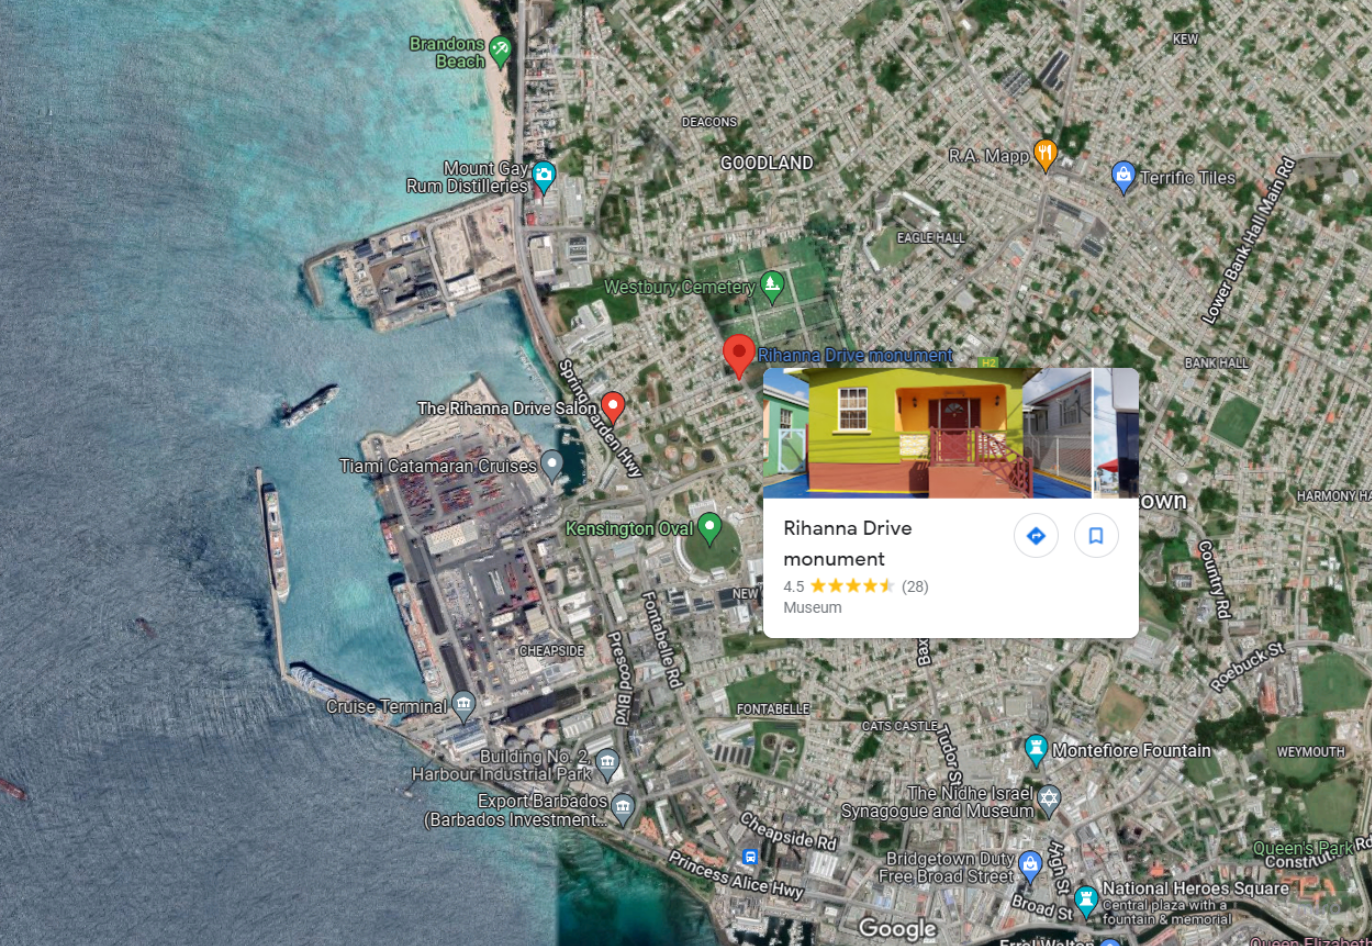 Brandons
Beach
KEW
DEACONS
GOODLAND
R.A. Mapp
Mount Gay
Rum Distilleries
Terrific Tiles
Lower Bank Hall Main Rd
EAGLE HALL
Westbury Cemetery
Rihanna Drive monument
H2
BANK HALL
Spring Garden Hwy
The Rihanna Drive Salon
Tiami Catamaran Cruises
own
HARMONY HA
Kensington Oval
Rihanna Drive
monument
4.5 (28)
Museum
Country Rd
NEW
Fontabelle Rd
CHEAPSIDE
Prescod Blvd
Bax
Roebuck St
Cruise Terminal
FONTABELLE
CATS CASTLE
Tudor St
Montefiore Fountain
WEYMOUTH
Building No. 2,
Harbour Industrial Park
Export Barbados
(Barbados Investment...
The Nidhe Israel
Synagogue and Museum
Cheapside Rd
Princess Alice Hwy
High St
Queen's Park
Constitut
Rd
Bridgetown Duty
Free Broad Street
Broad St
National Heroes Square
Central plaza with a
fountain & memorial
Google
Errol Walton
Queen Elizab